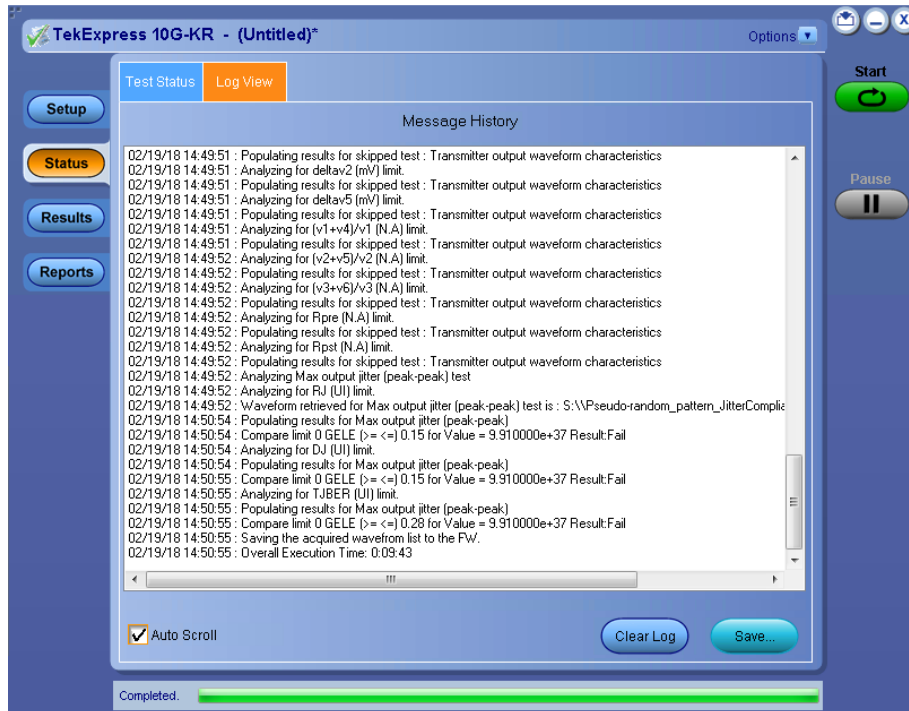 TekExpress 10G-KR - (Untitled)*
Options
Start
Pause
Setup
Status
Results
Reports
Test Status
Log View
Message History
02/19/18 14:49:51 : Populating results for skipped test : Transmitter output waveform characteristics
02/19/18 14:49:51 : Analyzing for deltav2 (mV) limit.
02/19/18 14:49:51 : Populating results for skipped test : Transmitter output waveform characteristics
02/19/18 14:49:51 : Analyzing for deltav5 (mV) limit.
02/19/18 14:49:51 : Populating results for skipped test : Transmitter output waveform characteristics
02/19/18 14:49:51 : Analyzing for (v1+v4)/v1 (N.A) limit.
02/19/18 14:49:51 : Populating results for skipped test : Transmitter output waveform characteristics
02/19/18 14:49:52 : Analyzing for (v2+v5)/v2 (N.A) limit.
02/19/18 14:49:52 : Populating results for skipped test : Transmitter output waveform characteristics
02/19/18 14:49:52 : Analyzing for (v3+v6)/v3 (N.A) limit.
02/19/18 14:49:52 : Populating results for skipped test : Transmitter output waveform characteristics
02/19/18 14:49:52 : Analyzing for Rpre (N.A) limit.
02/19/18 14:49:52 : Populating results for skipped test : Transmitter output waveform characteristics
02/19/18 14:49:52 : Analyzing for Rpst (N.A) limit.
02/19/18 14:49:52 : Populating results for skipped test : Transmitter output waveform characteristics
02/19/18 14:49:52 : Analyzing Max output jitter (peak-peak) test
02/19/18 14:49:52 : Analyzing for RJ (UI) limit.
02/19/18 14:49:52 : Waveform retrieved for Max output jitter (peak-peak) test is : S:\\Pseudo-random_pattern_JitterComplia
02/19/18 14:50:54 : Populating results for Max output jitter (peak-peak)
02/19/18 14:50:54 : Compare limit 0 GELE (>= <=) 0.15 for Value = 9.910000e+37 Result:Fail
02/19/18 14:50:54 : Analyzing for DJ (UI) limit.
02/19/18 14:50:54 : Populating results for Max output jitter (peak-peak)
02/19/18 14:50:55 : Compare limit 0 GELE (>= <=) 0.15 for Value = 9.910000e+37 Result:Fail
02/19/18 14:50:55 : Analyzing for TJBER (UI) limit.
02/19/18 14:50:55 : Populating results for Max output jitter (peak-peak)
02/19/18 14:50:55 : Compare limit 0 GELE (>= <=) 0.28 for Value = 9.910000e+37 Result:Fail
02/19/18 14:50:55 : Saving the acquired wavefrom list to the FW.
02/19/18 14:50:55 : Overall Execution Time: 0:09:43
Auto Scroll
Clear Log
Save...
Completed.